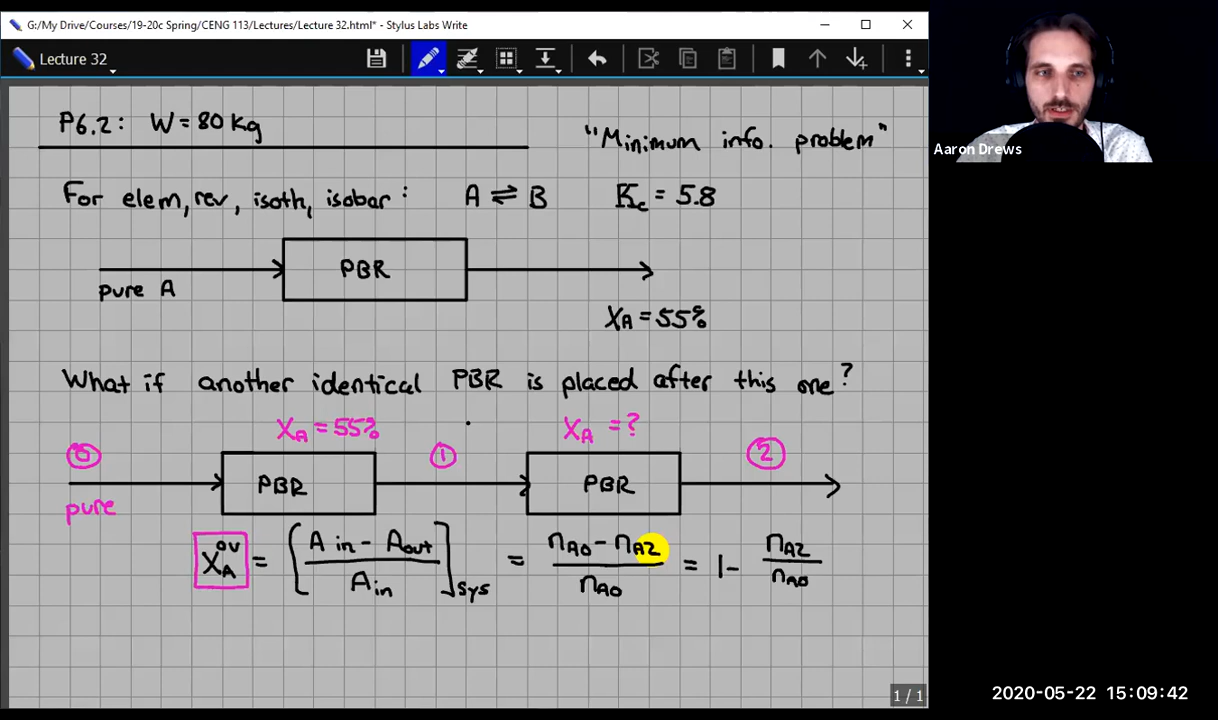 G:/My Drive/Courses/19-20c Spring/CENG 113/Lectures/Lecture 32.html* - Stylus Labs Write
Lecture 32
Aaron Drews
P6.2: W = 80 Kg
"Minimum info. problem"
For elem, rev, isoth, isobar: A ⇌ B Kc = 5.8
PBR
pure A
XA = 55%
What if another identical PBR is placed after this one?
XA = 55% XA = ?
0 1 2
PBR PBR
pure
XA^ov = [A in - Aout / Ain]sys = nA0 - nA2 / nA0 = 1 - nA2 / nA0
1 / 1
2020-05-22 15:09:42